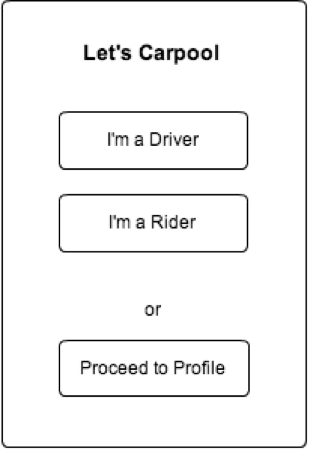 Let's Carpool
I'm a Driver
I'm a Rider
or
Proceed to Profile